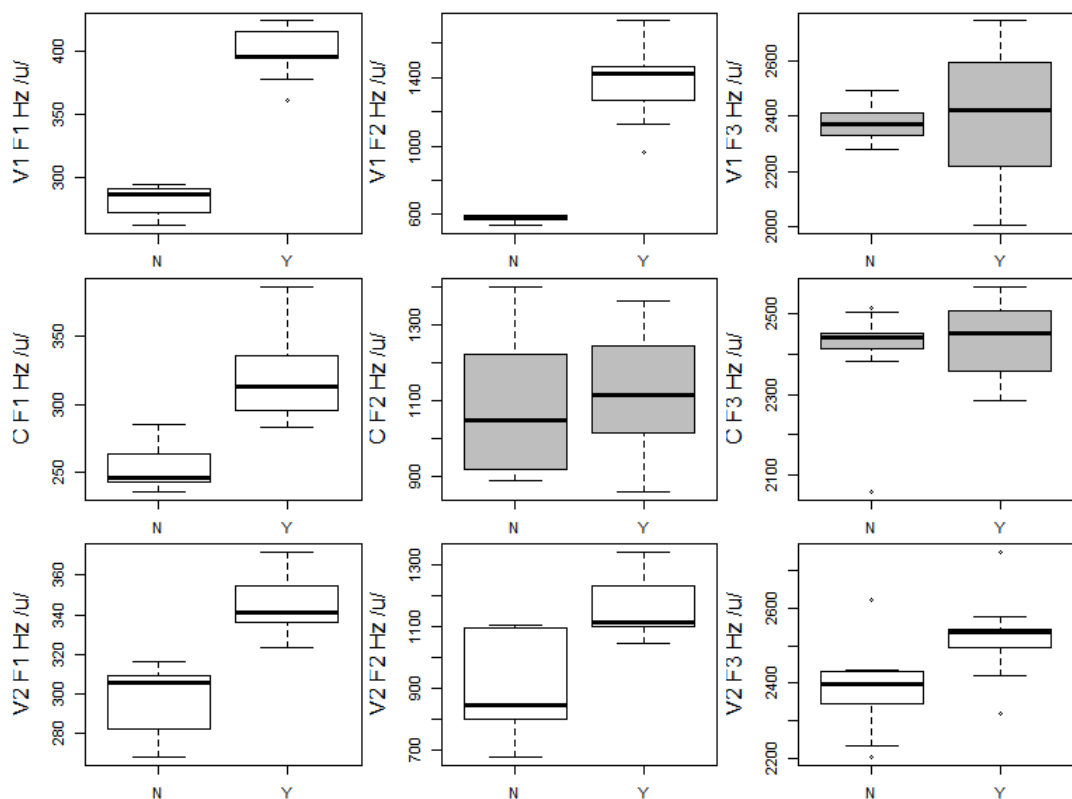 V1 F1 Hz /u/
300 350 400
N Y
V1 F2 Hz /u/
600 1000 1400
N Y
V1 F3 Hz /u/
2000 2200 2400 2600
N Y
C F1 Hz /u/
250 300 350
N Y
C F2 Hz /u/
900 1100 1300
N Y
C F3 Hz /u/
2100 2300 2500
N Y
V2 F1 Hz /u/
280 300 320 340 360
N Y
V2 F2 Hz /u/
700 900 1100 1300
N Y
V2 F3 Hz /u/
2200 2400 2600
N Y